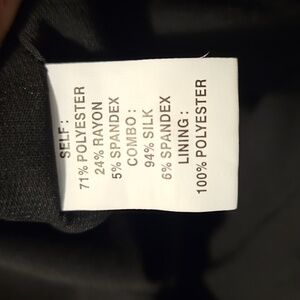 SELF:
71% POLYESTER
24% RAYON
5% SPANDEX
COMBO:
94% SILK
6% SPANDEX
LINING:
100% POLYESTER